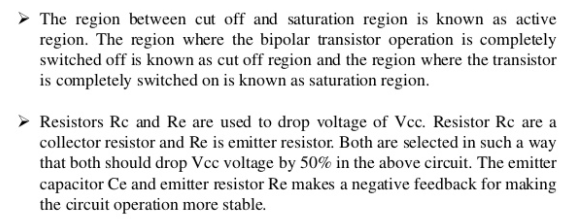 ➢ The region between cut off and saturation region is known as active
region. The region where the bipolar transistor operation is completely
switched off is known as cut off region and the region where the transistor
is completely switched on is known as saturation region.
➢ Resistors Rc and Re are used to drop voltage of Vcc. Resistor Rc are a
collector resistor and Re is emitter resistor. Both are selected in such a way
that both should drop Vcc voltage by 50% in the above circuit. The emitter
capacitor Ce and emitter resistor Re makes a negative feedback for making
the circuit operation more stable.